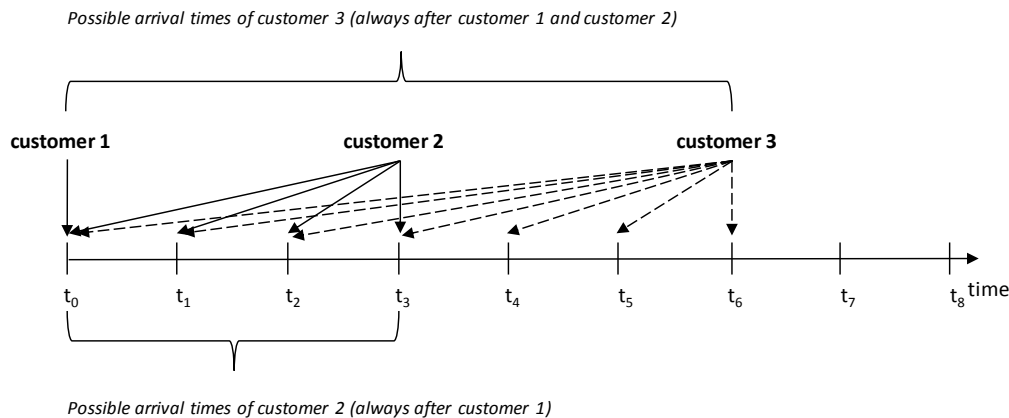 Possible arrival times of customer 3 (always after customer 1 and customer 2)
customer 1 customer 2 customer 3
t0 t1 t2 t3 t4 t5 t6 t7 t8 time
Possible arrival times of customer 2 (always after customer 1)